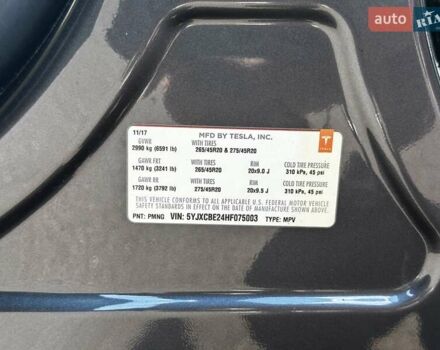 auto RIA
11/17 MFD BY TESLA, INC.
GVWR WITH TIRES
2990 kg (6591 lb) 265/45R20 & 275/45R20
TESLA
GAWR FRT WITH TIRES RIM COLD TIRE PRESSURE
1470 kg (3241 lb) 265/45R20 20x9.0 J 310 kPa, 45 psi
GAWR RR WITH TIRES RIM COLD TIRE PRESSURE
1720 kg (3792 lb) 275/45R20 20x9.5 J 310 kPa, 45 psi
THIS VEHICLE CONFORMS TO ALL APPLICABLE
U.S. FEDERAL MOTOR VEHICLE SAFETY
STANDARDS IN EFFECT ON THE DATE OF
MANUFACTURE SHOWN ABOVE.
PNT: PMNG VIN: 5YJXCBE24HF075003 TYPE: MPV